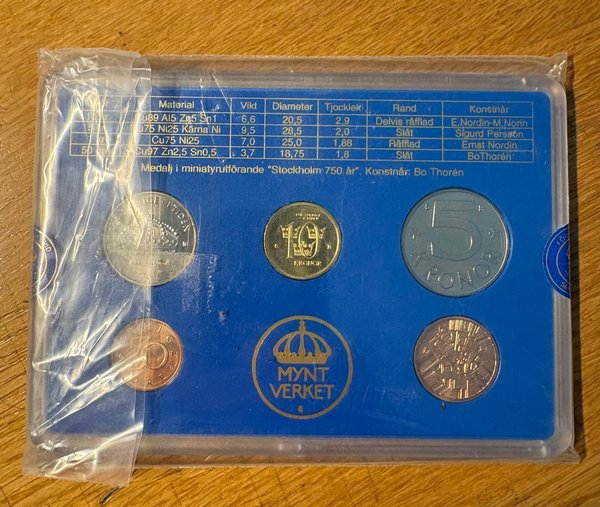 Material Vikt Diameter Tjocklek Rand Konstnär
Cu89 Al5 Zn5 Sn1 6,6 20,5 2,9 Delvis räfflad E.Nordin-M.Nonn
Cu75 Ni25 Kärna Ni 9,5 28,5 2,0 Slät Sigurd Persson
Cu75 Ni25 7,0 25,0 1,88 Räfflad Ernst Nordin
50 Cu97 Zn2,5 Sn0,5 3,7 18,75 1,8 Slät BoThorén
Medalj i miniatyrutförande "Stockholm 750 år". Konstnär: Bo Thorén
10
KRONOR
5
KRONOR
MYNT
VERKET